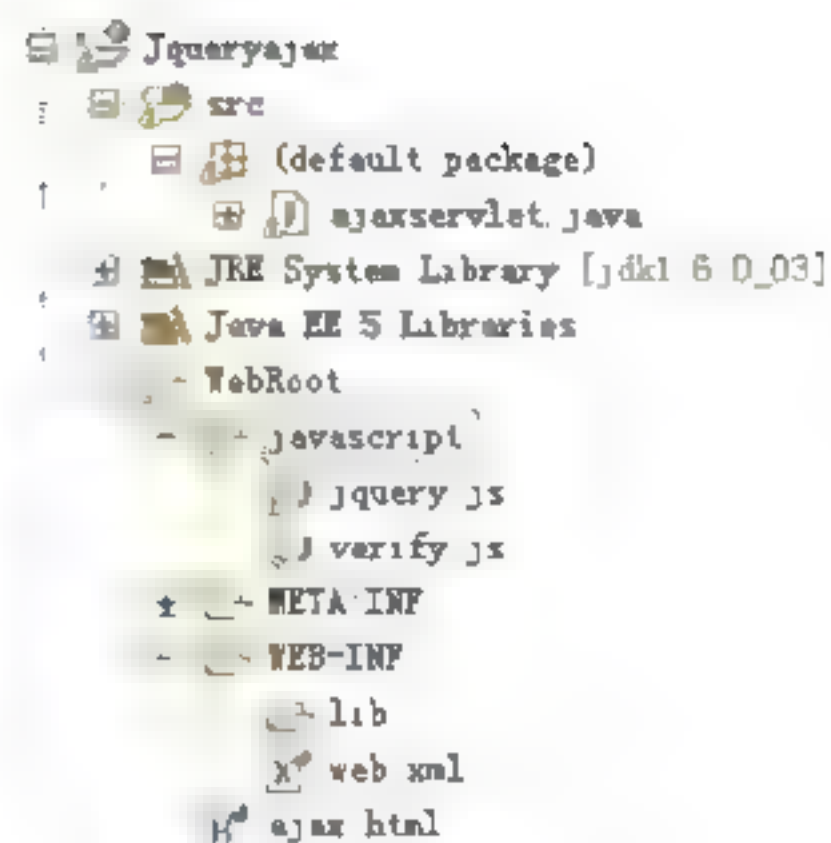 Jqueryajax
src
(default package)
ajaxservlet.java
JRE System Library [jdk1 6 0_03]
Java EE 5 Libraries
WebRoot
javascript
jquery js
verify js
META-INF
WEB-INF
lib
web xml
ajax html